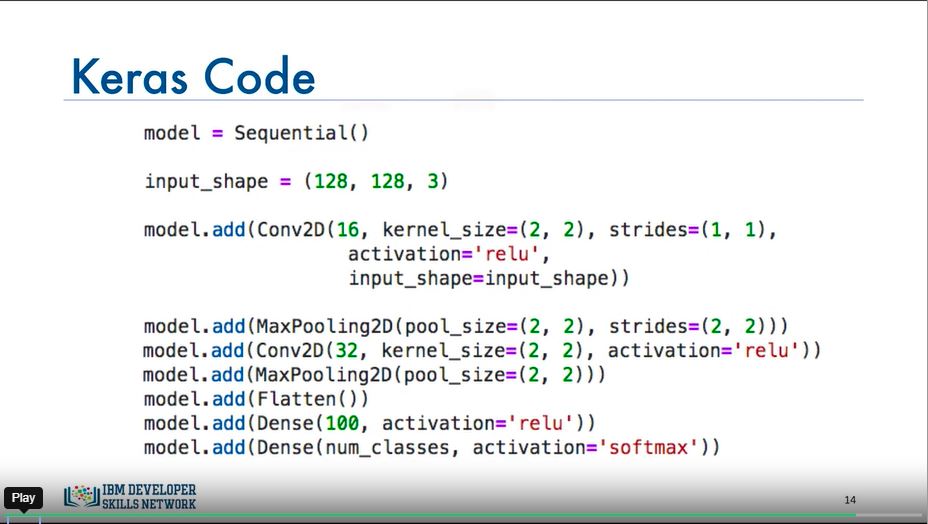 Keras Code
model = Sequential()
input_shape = (128, 128, 3)
model.add(Conv2D(16, kernel_size=(2, 2), strides=(1, 1),
activation='relu',
input_shape=input_shape))
model.add(MaxPooling2D(pool_size=(2, 2), strides=(2, 2)))
model.add(Conv2D(32, kernel_size=(2, 2), activation='relu'))
model.add(MaxPooling2D(pool_size=(2, 2)))
model.add(Flatten())
model.add(Dense(100, activation='relu'))
model.add(Dense(num_classes, activation='softmax'))
Play
IBM DEVELOPER
SKILLS NETWORK
14